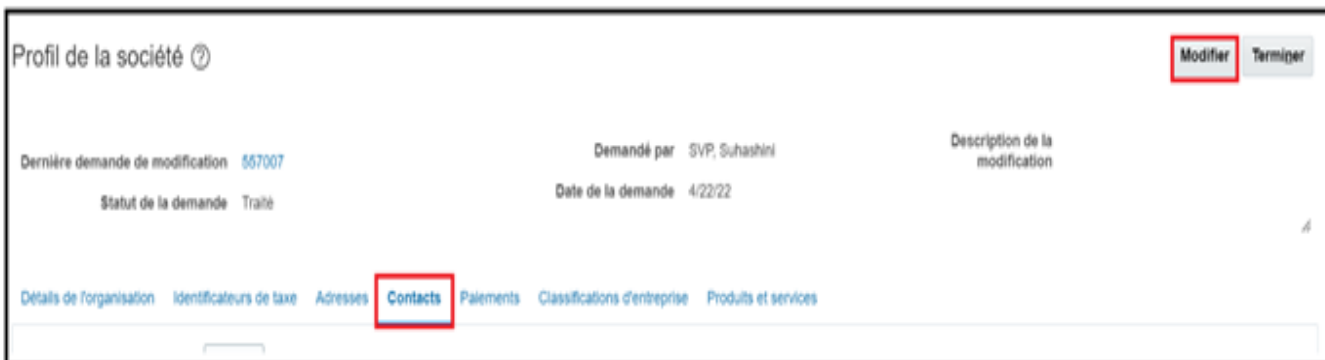 Profil de la société ?
Modifier Terminer
Dernière demande de modification 557007
Demandé par SVP, Suhashini
Description de la
modification
Statut de la demande Traité
Date de la demande 4/22/22
Détails de l'organisation Identificateurs de taxe Adresses Contacts Paiements Classifications d'entreprise Produits et services